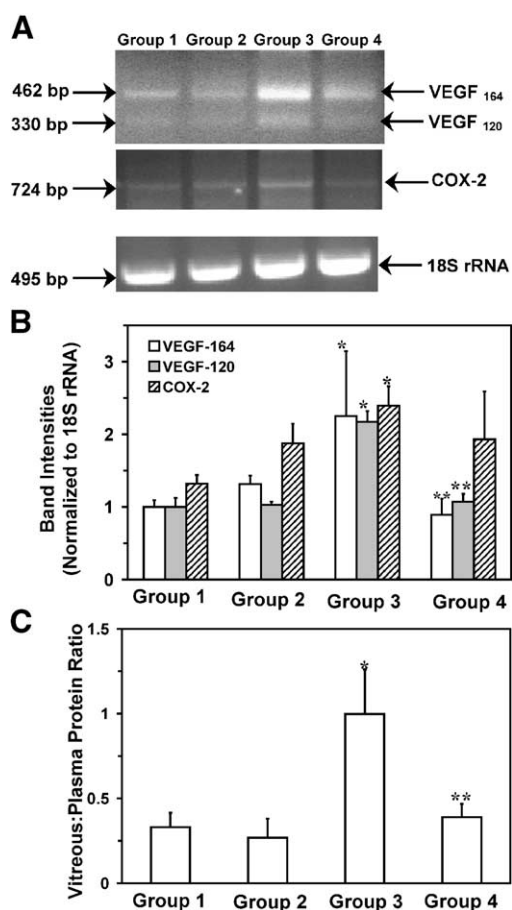 A
Group 1 Group 2 Group 3 Group 4
462 bp
VEGF 164
330 bp
VEGF 120
724 bp
COX-2
495 bp
18S rRNA
B
Band Intensities
(Normalized to 18S rRNA)
3
2
1
0
VEGF-164
VEGF-120
COX-2
*
*
*
**
**
Group 1 Group 2 Group 3 Group 4
C
Vitreous:Plasma Protein Ratio
1.5
1
0.5
0
*
**
Group 1 Group 2 Group 3 Group 4